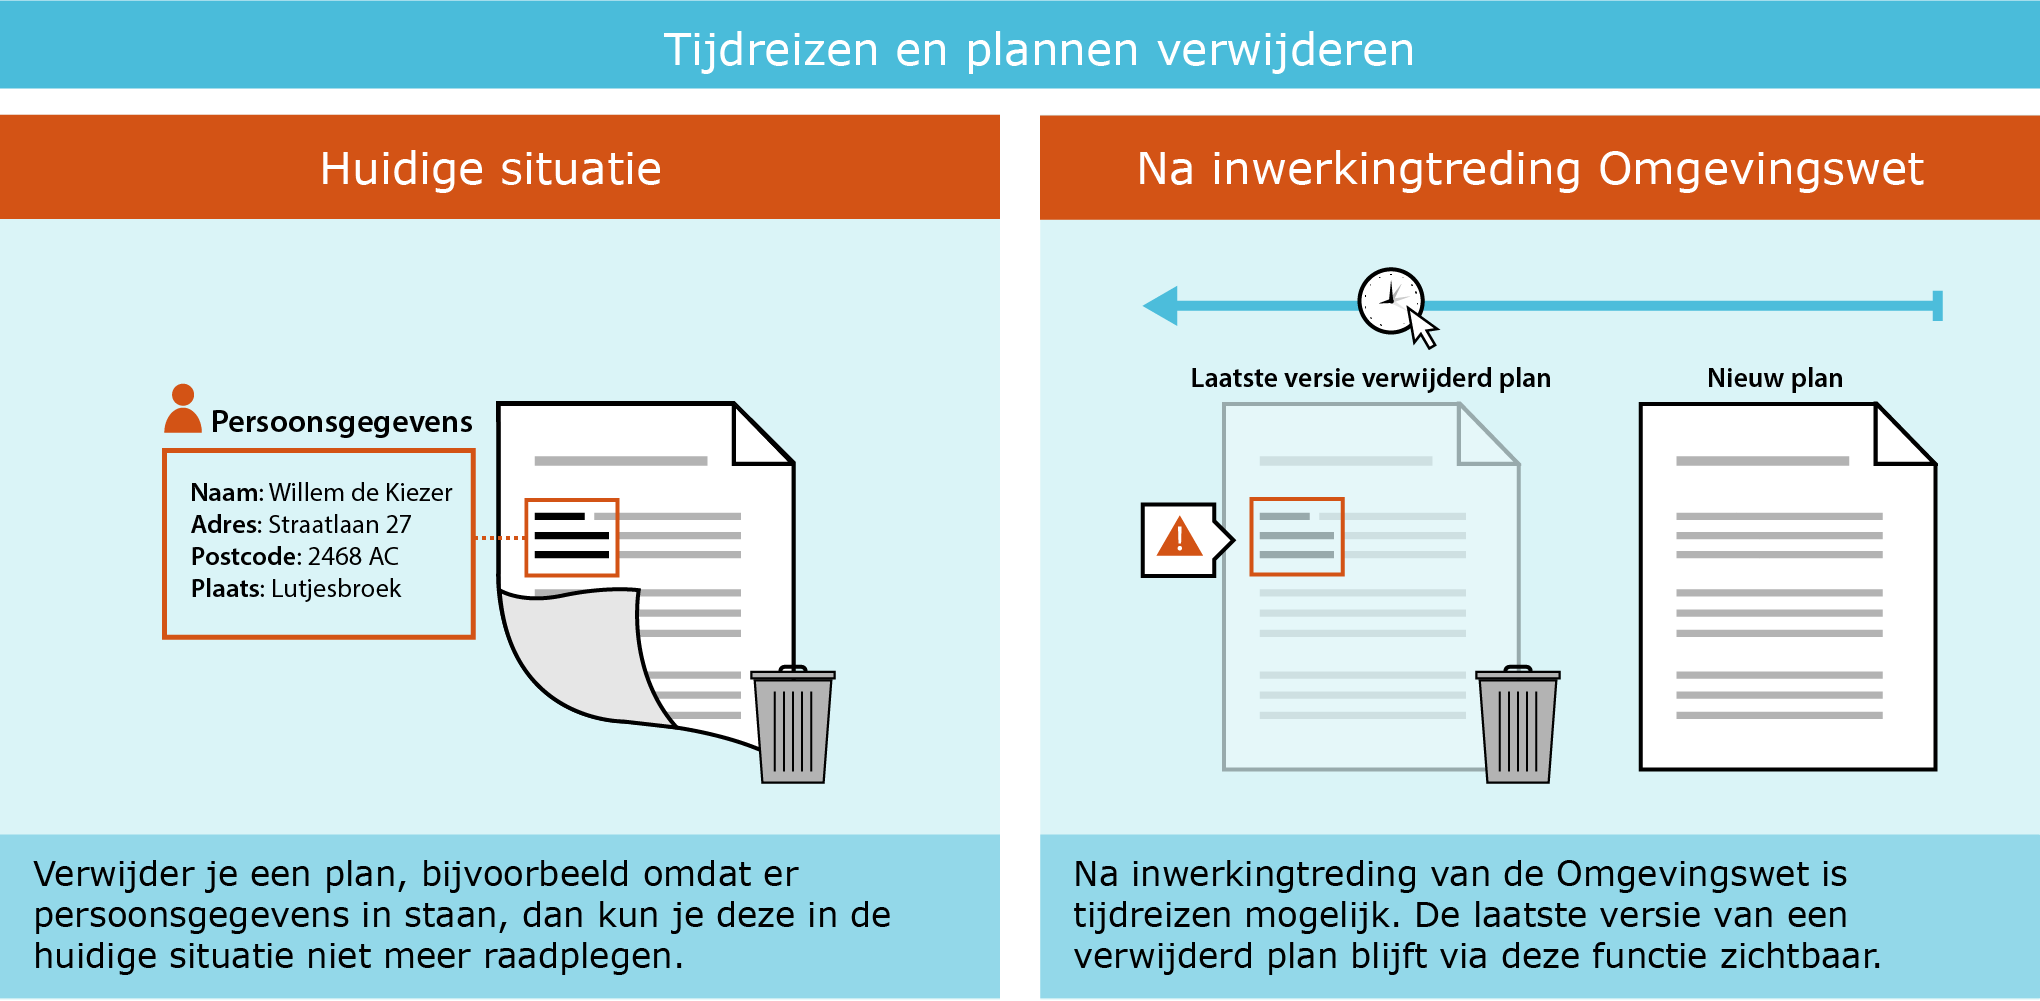 Tijdreizen en plannen verwijderen
Huidige situatie
Persoonsgegevens
Naam: Willem de Kiezer
Adres: Straatlaan 27
Postcode: 2468 AC
Plaats: Lutjesbroek
Verwijder je een plan, bijvoorbeeld omdat er
persoonsgegevens in staan, dan kun je deze in de
huidige situatie niet meer raadplegen.
Na inwerkingtreding Omgevingswet
Laatste versie verwijderd plan
Nieuw plan
Na inwerkingtreding van de Omgevingswet is
tijdreizen mogelijk. De laatste versie van een
verwijderd plan blijft via deze functie zichtbaar.